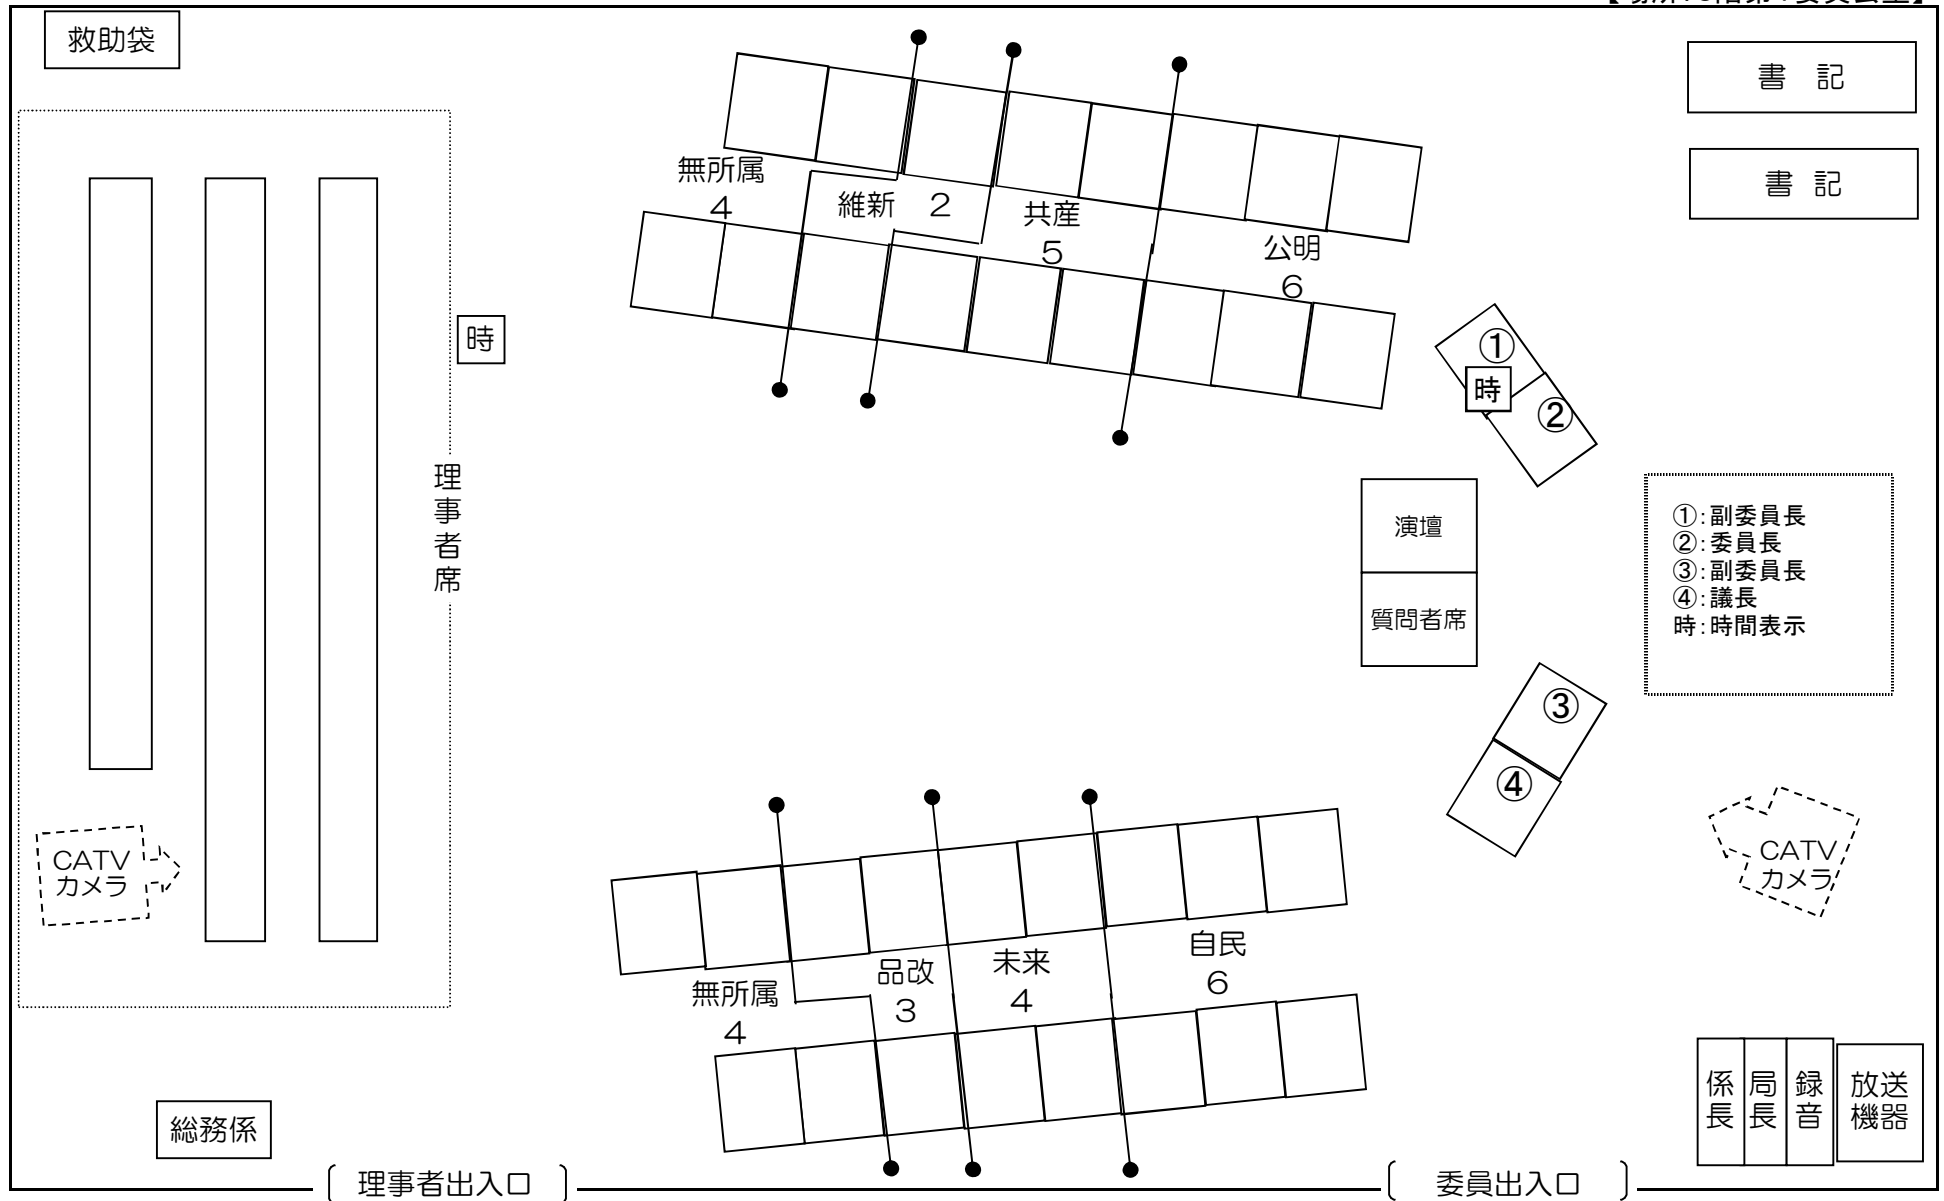 救助袋
書　記
書　記
無所属
4
維新　2
共産
5
公明
6
時
①
時
②
理事者席
演壇
質問者席
①：副委員長
②：委員長
③：副委員長
④：議長
時：時間表示
③
④
CATV
カメラ
CATV
カメラ
自民
6
未来
4
品改
3
無所属
4
係長
局長
録音
放送
機器
総務係
理事者出入口
委員出入口